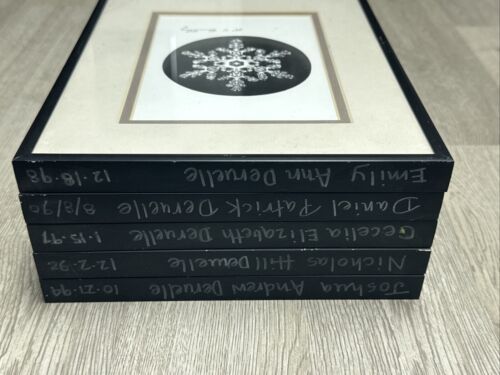 Emily Ann Deruelle 12·18·98
Daniel Patrick Deruelle 8/8/90
Cecelia Elizabeth Deruelle 1·15·97
Nicholas Hill Deruelle 12·2·92
Joshua Andrew Deruelle 10·21·94